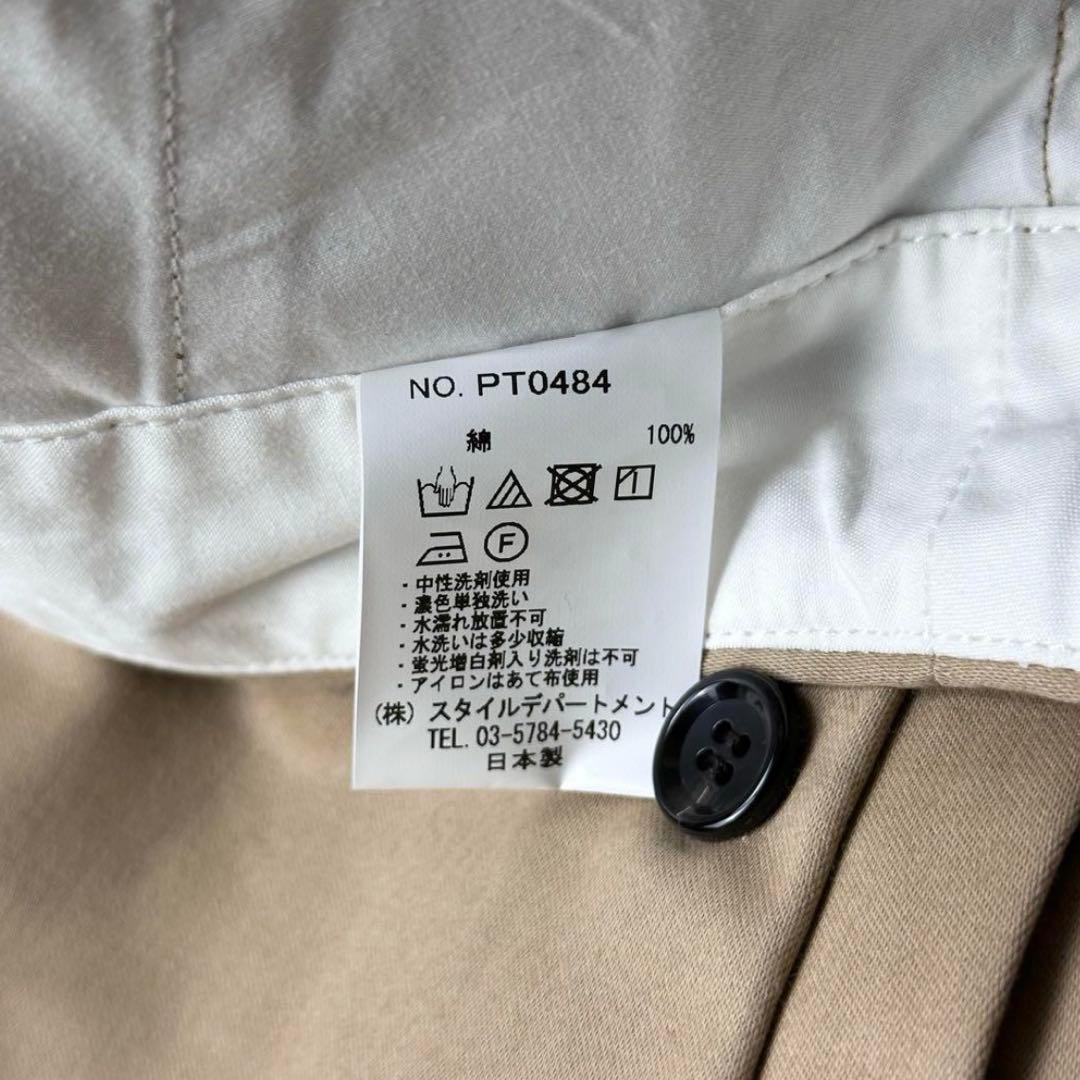 NO. PT0484
綿 100%
F
・中性洗剤使用
・濃色単独洗い
・水濡れ放置不可
・水洗いは多少収縮
・蛍光増白剤入り洗剤は不可
・アイロンはあて布使用
(株) スタイルデパートメント
TEL. 03-5784-5430
日本製